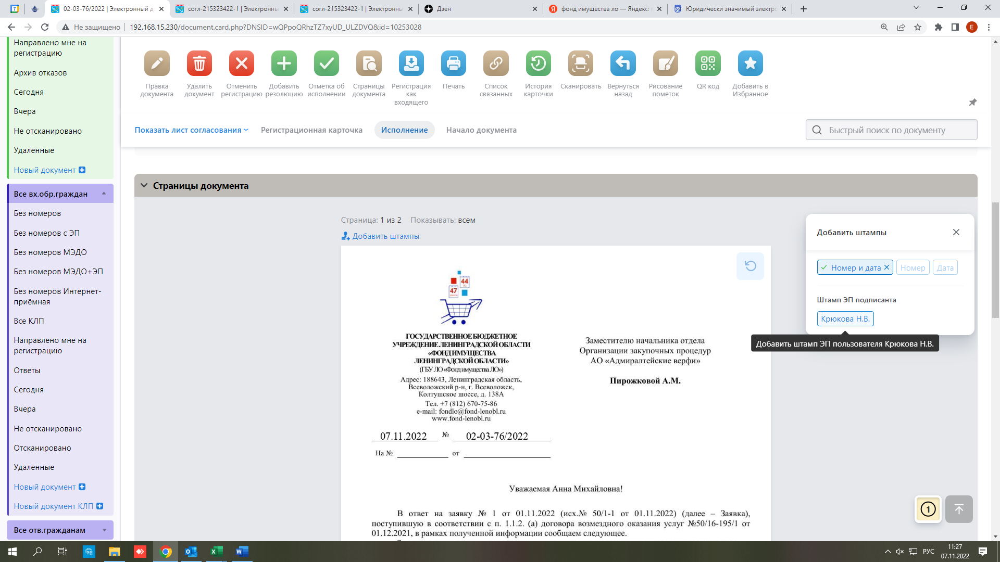 02-03-76/2022 | Электронный д
согл-215323422-1 | Электроннь
согл-215323422-1 | Электроннь
Дзен
фонд имущества ло — Яндекс:
Юридически значимый электро
Не защищено
192.168.15.230/document.card.php?DNSID=wQPpoQRhzTZ7xyUD_ULZDVQ&id=10253028
E
Направлено мне на
регистрацию
Архив отказов
Сегодня
Вчера
Не отсканировано
Удаленные
Новый документ
Все вх.обр.граждан
Без номеров
Без номеров с ЭП
Без номеров МЭДО
Без номеров МЭДО+ЭП
Без номеров Интернет-
приёмная
Все КЛП
Направлено мне на
регистрацию
Ответы
Сегодня
Вчера
Не отсканировано
Отсканировано
Удаленные
Новый документ
Новый документ КЛП
Все отв.гражданам
Правка
документа
Удалить
документ
Отменить
регистрацию
Добавить
резолюцию
Отметка об
исполнении
Страницы
документа
Регистрация
как
входящего
Печать
Список
связанных
История
карточки
Сканировать
Вернуться
назад
Рисование
пометок
QR код
Добавить в
Избранное
Показать лист согласования
Регистрационная карточка
Исполнение
Начало документа
Быстрый поиск по документу
Страницы документа
Страница: 1 из 2 Показывать: всем
Добавить штампы
44
47
ГОСУДАРСТВЕННОЕ БЮДЖЕТНОЕ
УЧРЕЖДЕНИЕ ЛЕНИНГРАДСКОЙ ОБЛАСТИ
«ФОНД ИМУЩЕСТВА
ЛЕНИНГРАДСКОЙ ОБЛАСТИ»
(ГБУ ЛО «Фонд имущества ЛО»)
Адрес: 188643, Ленинградская область,
Всеволожский р-н, г. Всеволожск,
Колтушское шоссе, д. 138А
Тел. +7 (812) 670-75-86
e-mail: fondlo@fond-lenobl.ru
www.fond-lenobl.ru
07.11.2022 № 02-03-76/2022
На № от
Заместителю начальника отдела
Организации закупочных процедур
АО «Адмиралтейские верфи»
Пирожковой А.М.
Уважаемая Анна Михайловна!
В ответ на заявку № 1 от 01.11.2022 (исх.№ 50/1-1 от 01.11.2022) (далее – Заявка),
поступившую в соответствии с п. 1.1.2. (а) договора возмездного оказания услуг №50/16-195/1 от
01.12.2021, в рамках полученной информации сообщаем следующее.
Добавить штампы
Номер и дата
Номер
Дата
Штамп ЭП подписанта
Крюкова Н.В.
Добавить штамп ЭП пользователя Крюкова Н.В.
1
РУС
11:27
07.11.2022